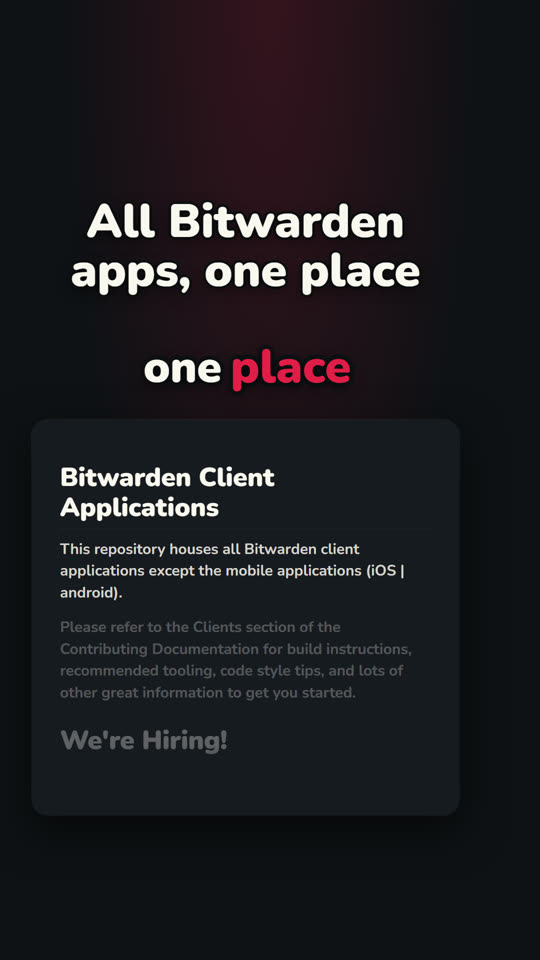 All Bitwarden
apps, one place
one place
Bitwarden Client
Applications
This repository houses all Bitwarden client
applications except the mobile applications (iOS |
android).
Please refer to the Clients section of the
Contributing Documentation for build instructions,
recommended tooling, code style tips, and lots of
other great information to get you started.
We're Hiring!